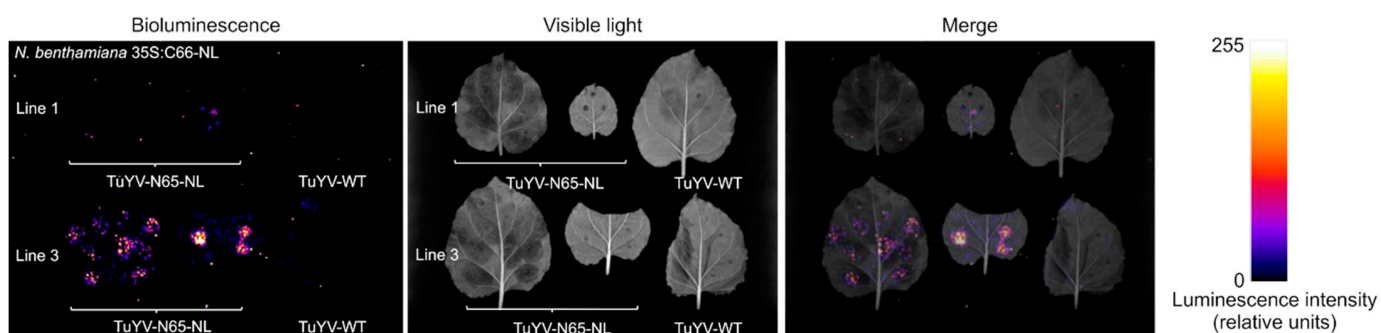 Bioluminescence
Visible light
Merge
N. benthamiana 35S:C66-NL
Line 1
TuYV-N65-NL
TuYV-WT
Line 3
TuYV-N65-NL
TuYV-WT
Line 1
TuYV-N65-NL
TuYV-WT
Line 3
TuYV-N65-NL
TuYV-WT
255
0
Luminescence intensity
(relative units)